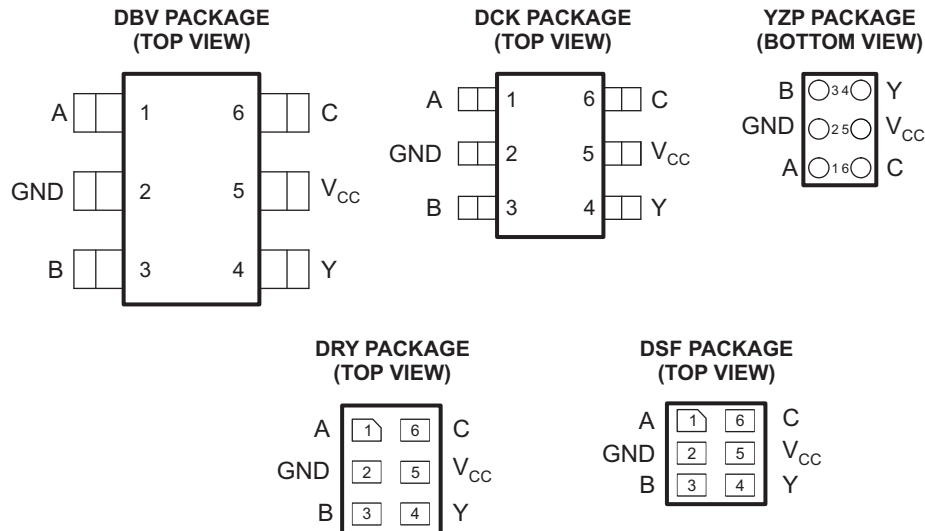 DBV PACKAGE
(TOP VIEW)
A 1 6 C
GND 2 5 VCC
B 3 4 Y
DCK PACKAGE
(TOP VIEW)
A 1 6 C
GND 2 5 VCC
B 3 4 Y
YZP PACKAGE
(BOTTOM VIEW)
B 3 4 Y
GND 2 5 VCC
A 1 6 C
DRY PACKAGE
(TOP VIEW)
A 1 6 C
GND 2 5 VCC
B 3 4 Y
DSF PACKAGE
(TOP VIEW)
A 1 6 C
GND 2 5 VCC
B 3 4 Y